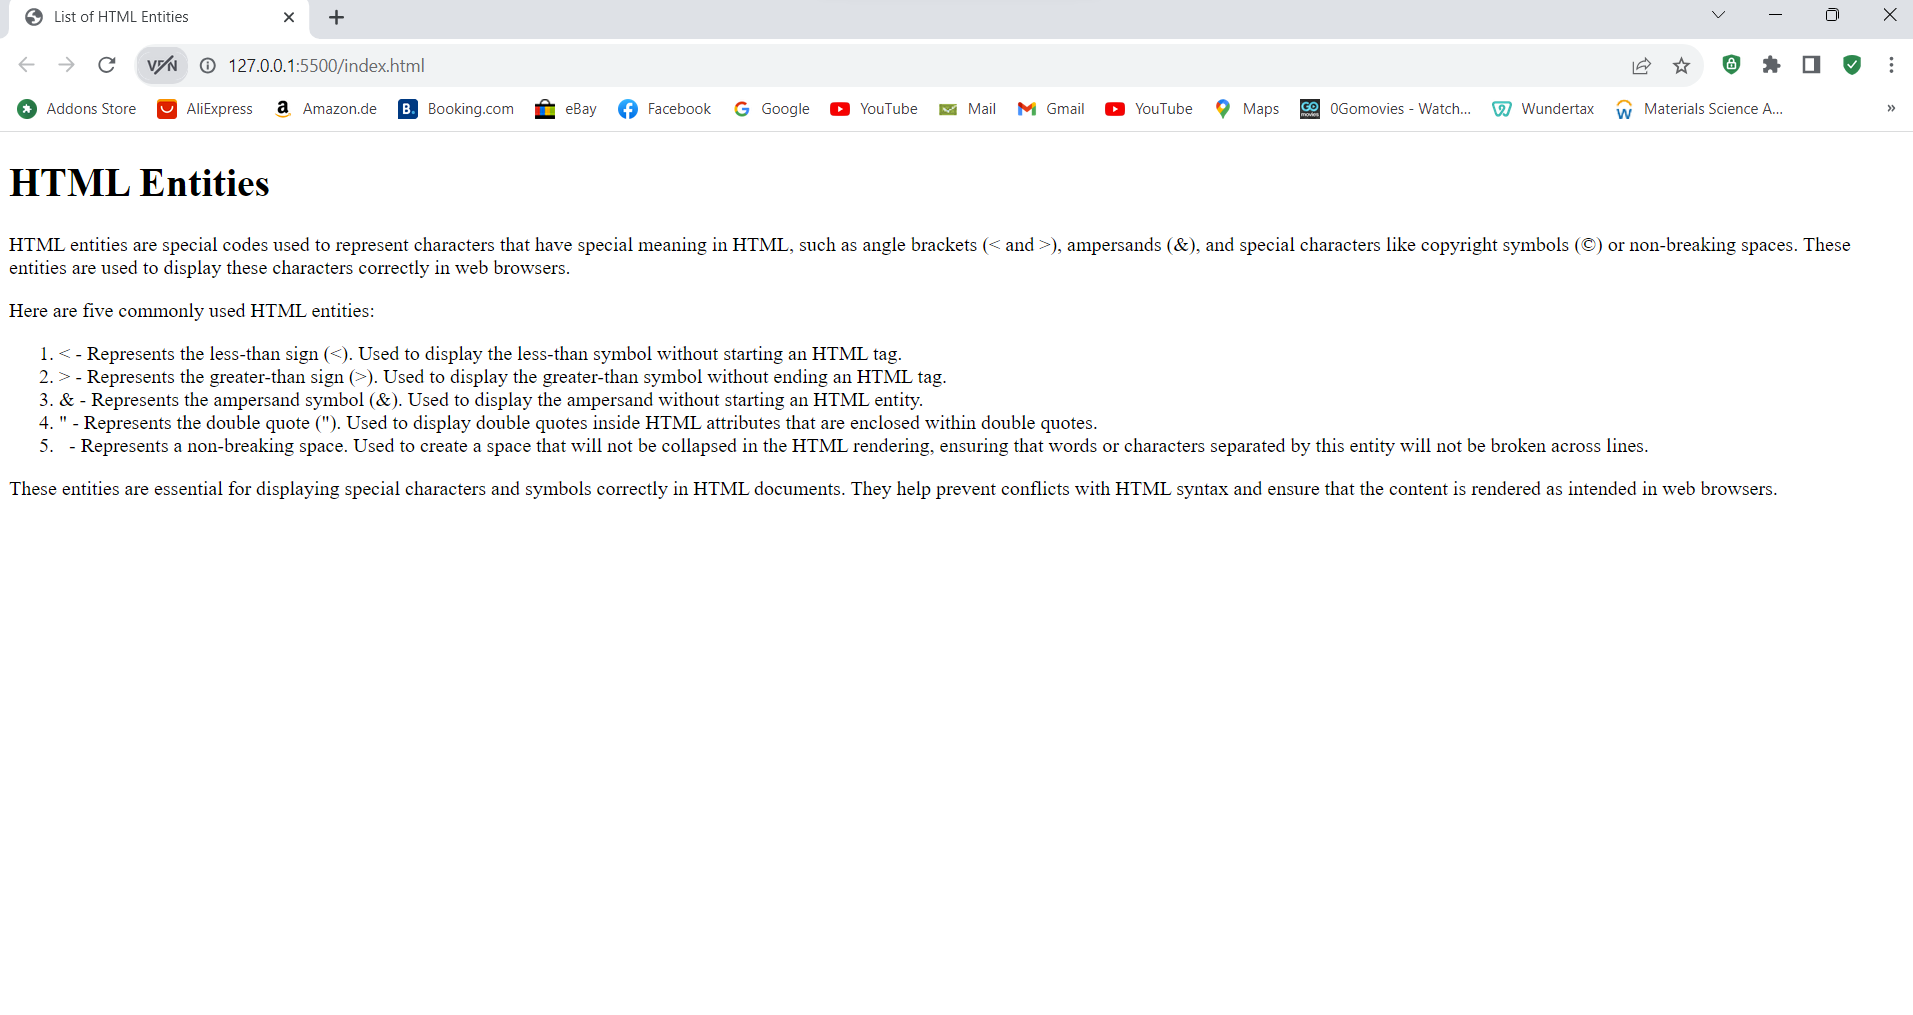 List of HTML Entities
VPN
127.0.0.1:5500/index.html
Addons Store AliExpress a Amazon.de B. Booking.com eBay Facebook Google YouTube Mail Gmail YouTube Maps GO movies 0Gomovies - Watch... Wundertax Materials Science A... »
HTML Entities
HTML entities are special codes used to represent characters that have special meaning in HTML, such as angle brackets (< and >), ampersands (&), and special characters like copyright symbols (©) or non-breaking spaces. These
entities are used to display these characters correctly in web browsers.
Here are five commonly used HTML entities:
1. < - Represents the less-than sign (<). Used to display the less-than symbol without starting an HTML tag.
2. > - Represents the greater-than sign (>). Used to display the greater-than symbol without ending an HTML tag.
3. & - Represents the ampersand symbol (&). Used to display the ampersand without starting an HTML entity.
4. " - Represents the double quote ("). Used to display double quotes inside HTML attributes that are enclosed within double quotes.
5.   - Represents a non-breaking space. Used to create a space that will not be collapsed in the HTML rendering, ensuring that words or characters separated by this entity will not be broken across lines.
These entities are essential for displaying special characters and symbols correctly in HTML documents. They help prevent conflicts with HTML syntax and ensure that the content is rendered as intended in web browsers.